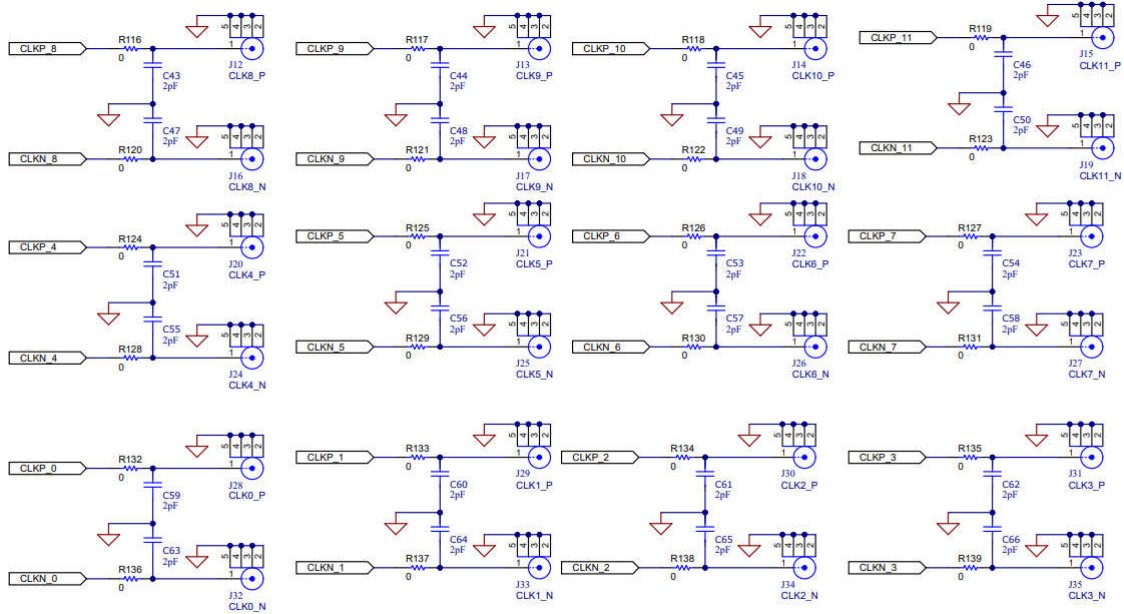 5 4 3 2
CLKP_8 R116 1
0 J12
CLK8_P
C43
2pF
C47
2pF
5 4 3 2
CLKN_8 R120 1
0 J16
CLK8_N
5 4 3 2
CLKP_9 R117 1
0 J13
CLK9_P
C44
2pF
C48
2pF
5 4 3 2
CLKN_9 R121 1
0 J17
CLK9_N
5 4 3 2
CLKP_10 R118 1
0 J14
CLK10_P
C45
2pF
C49
2pF
5 4 3 2
CLKN_10 R122 1
0 J18
CLK10_N
5 4 3 2
CLKP_11 R119 1
0 J15
CLK11_P
C46
2pF
C50
2pF
5 4 3 2
CLKN_11 R123 1
0 J19
CLK11_N
5 4 3 2
CLKP_4 R124 1
0 J20
CLK4_P
C51
2pF
C55
2pF
5 4 3 2
CLKN_4 R128 1
0 J24
CLK4_N
5 4 3 2
CLKP_5 R125 1
0 J21
CLK5_P
C52
2pF
C56
2pF
5 4 3 2
CLKN_5 R129 1
0 J25
CLK5_N
5 4 3 2
CLKP_6 R126 1
0 J22
CLK6_P
C53
2pF
C57
2pF
5 4 3 2
CLKN_6 R130 1
0 J26
CLK6_N
5 4 3 2
CLKP_7 R127 1
0 J23
CLK7_P
C54
2pF
C58
2pF
5 4 3 2
CLKN_7 R131 1
0 J27
CLK7_N
5 4 3 2
CLKP_0 R132 1
0 J28
CLK0_P
C59
2pF
C63
2pF
5 4 3 2
CLKN_0 R136 1
0 J32
CLK0_N
5 4 3 2
CLKP_1 R133 1
0 J29
CLK1_P
C60
2pF
C64
2pF
5 4 3 2
CLKN_1 R137 1
0 J33
CLK1_N
5 4 3 2
CLKP_2 R134 1
0 J30
CLK2_P
C61
2pF
C65
2pF
5 4 3 2
CLKN_2 R138 1
0 J34
CLK2_N
5 4 3 2
CLKP_3 R135 1
0 J31
CLK3_P
C62
2pF
C66
2pF
5 4 3 2
CLKN_3 R139 1
0 J35
CLK3_N